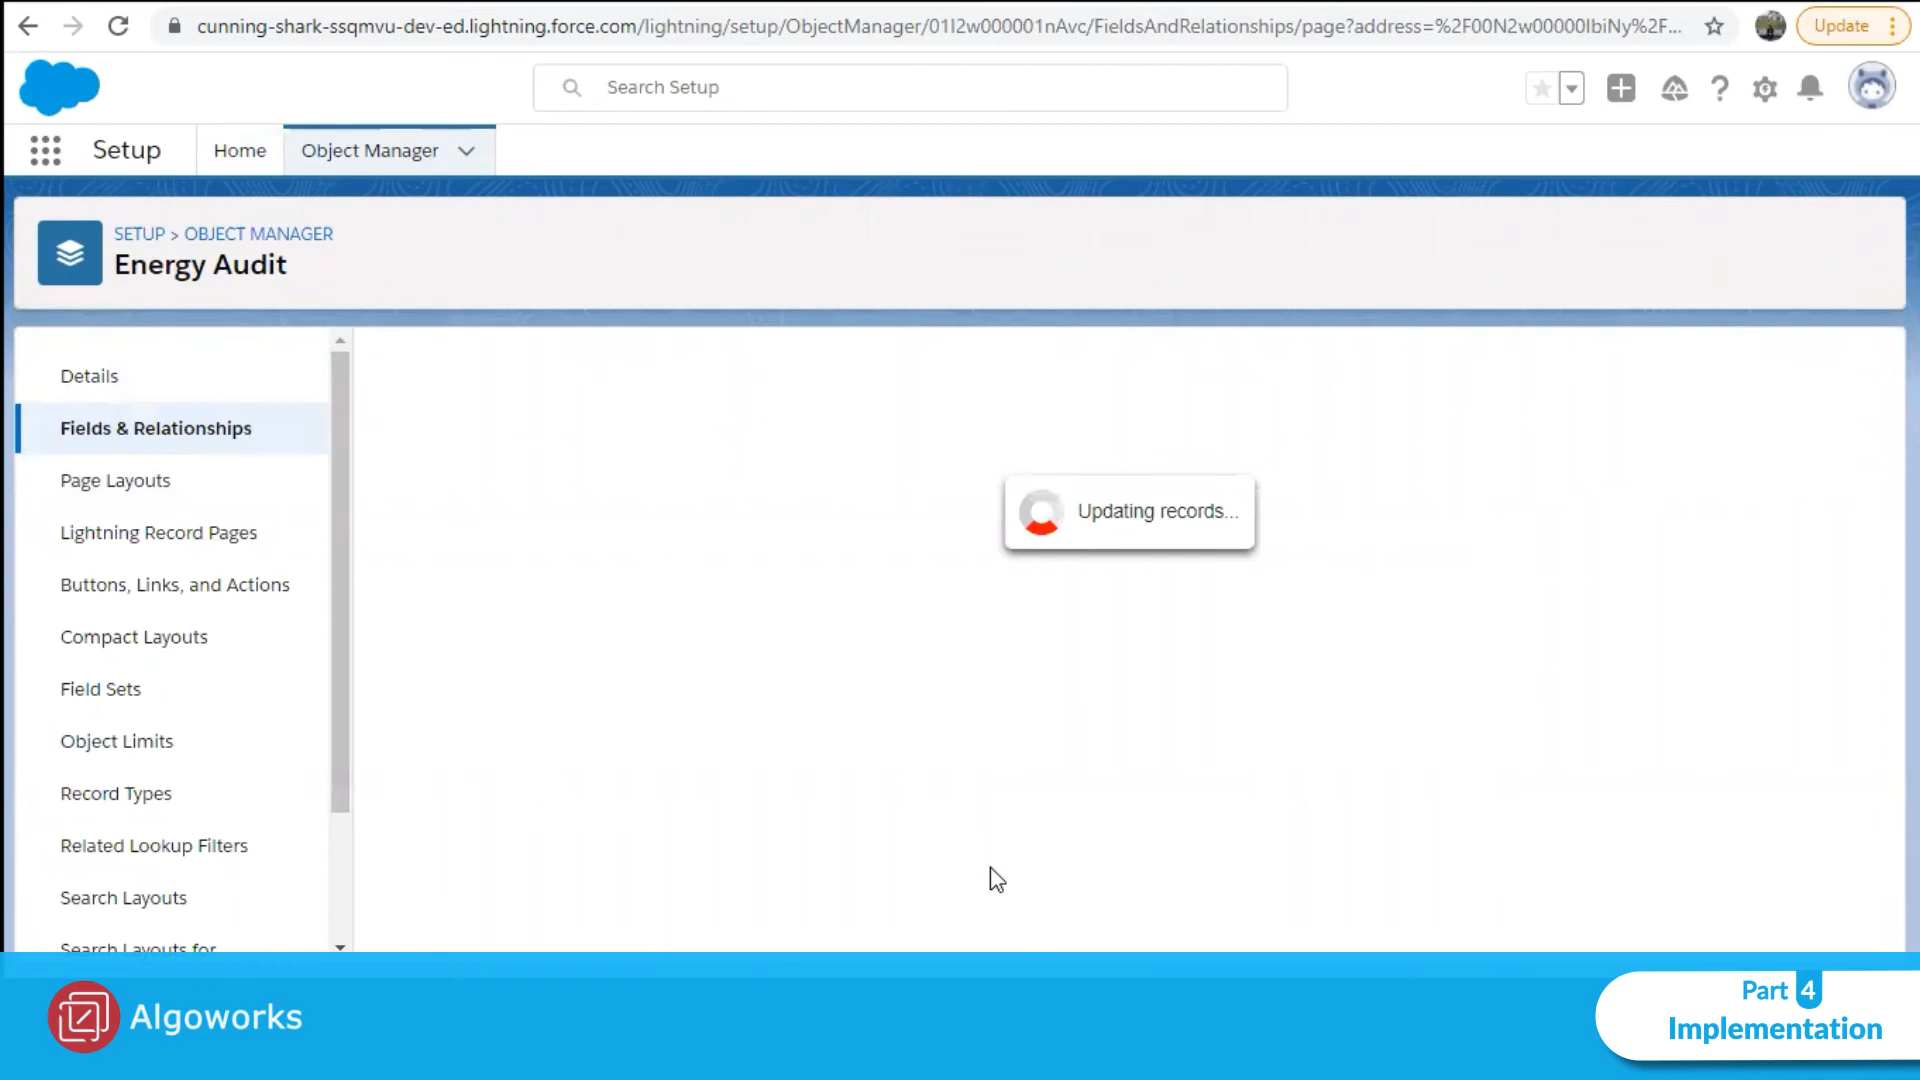 cunning-shark-ssqmvu-dev-ed.lightning.force.com/lightning/setup/ObjectManager/01I2w000001nAvc/FieldsAndRelationships/page?address=%2F00N2w00000IbiNy%2F...
Update
Search Setup
Setup
Home
Object Manager
SETUP > OBJECT MANAGER
Energy Audit
Details
Fields & Relationships
Page Layouts
Lightning Record Pages
Buttons, Links, and Actions
Compact Layouts
Field Sets
Object Limits
Record Types
Related Lookup Filters
Search Layouts
Search Layouts for
Updating records...
Algoworks
Part 4
Implementation